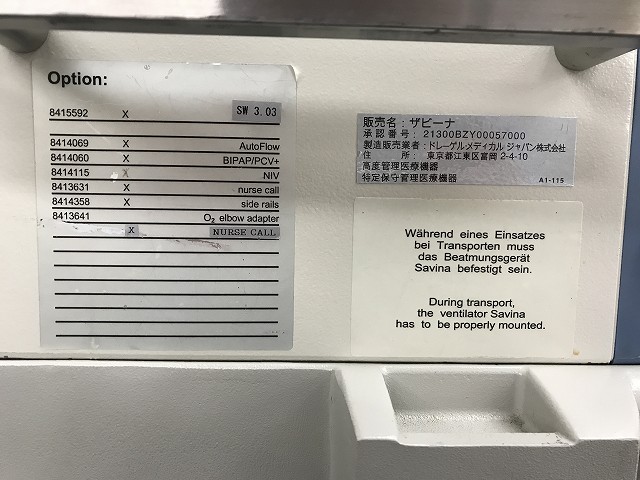 Option:
8415592 X SW 3.03
8414069 X AutoFlow
8414060 X BIPAP/PCV+
8414115 X NIV
8413631 X nurse call
8414358 X side rails
8413641 O₂ elbow adapter
X NURSE CALL
販売名：ザビーナ
承認番号：21300BZY00057000
製造販売業者：ドレーゲルメディカル ジャパン株式会社
住　所：東京都江東区富岡2-4-10
高度管理医療機器
特定保守管理医療機器 A1-115
Während eines Einsatzes
bei Transporten muss
das Beatmungsgerät
Savina befestigt sein.
During transport,
the ventilator Savina
has to be properly mounted.